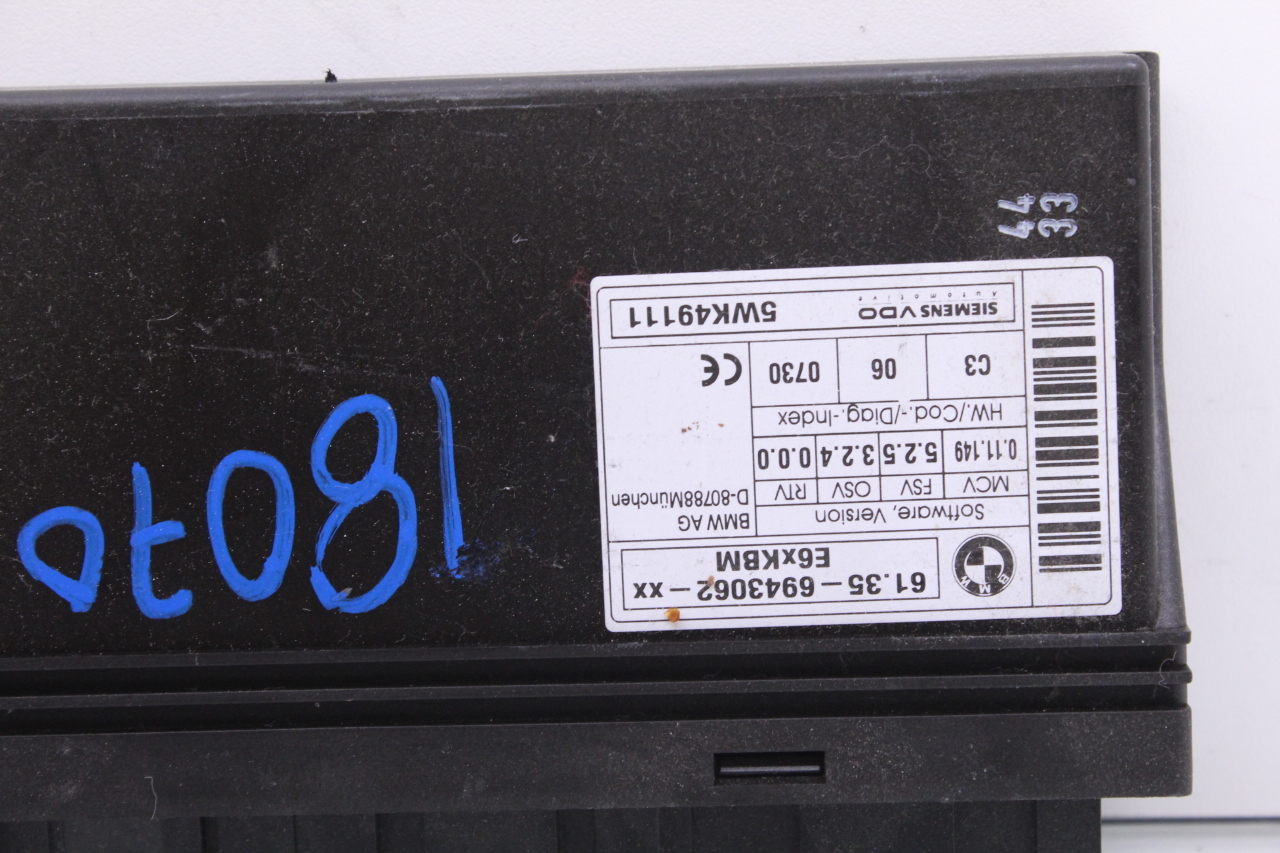 BMW
61.35 – 6943062 – xx
E6xKBM
Software, Version
BMW AG
MCV FSV OSV RTV
D-80788München
0.11.149 5.2.5 3.2.4 0.0.0
HW./Cod.-/Diag.-Index
C3 06 0730 CE
SIEMENS VDO 5WK49111
Automotive
18070
44
33